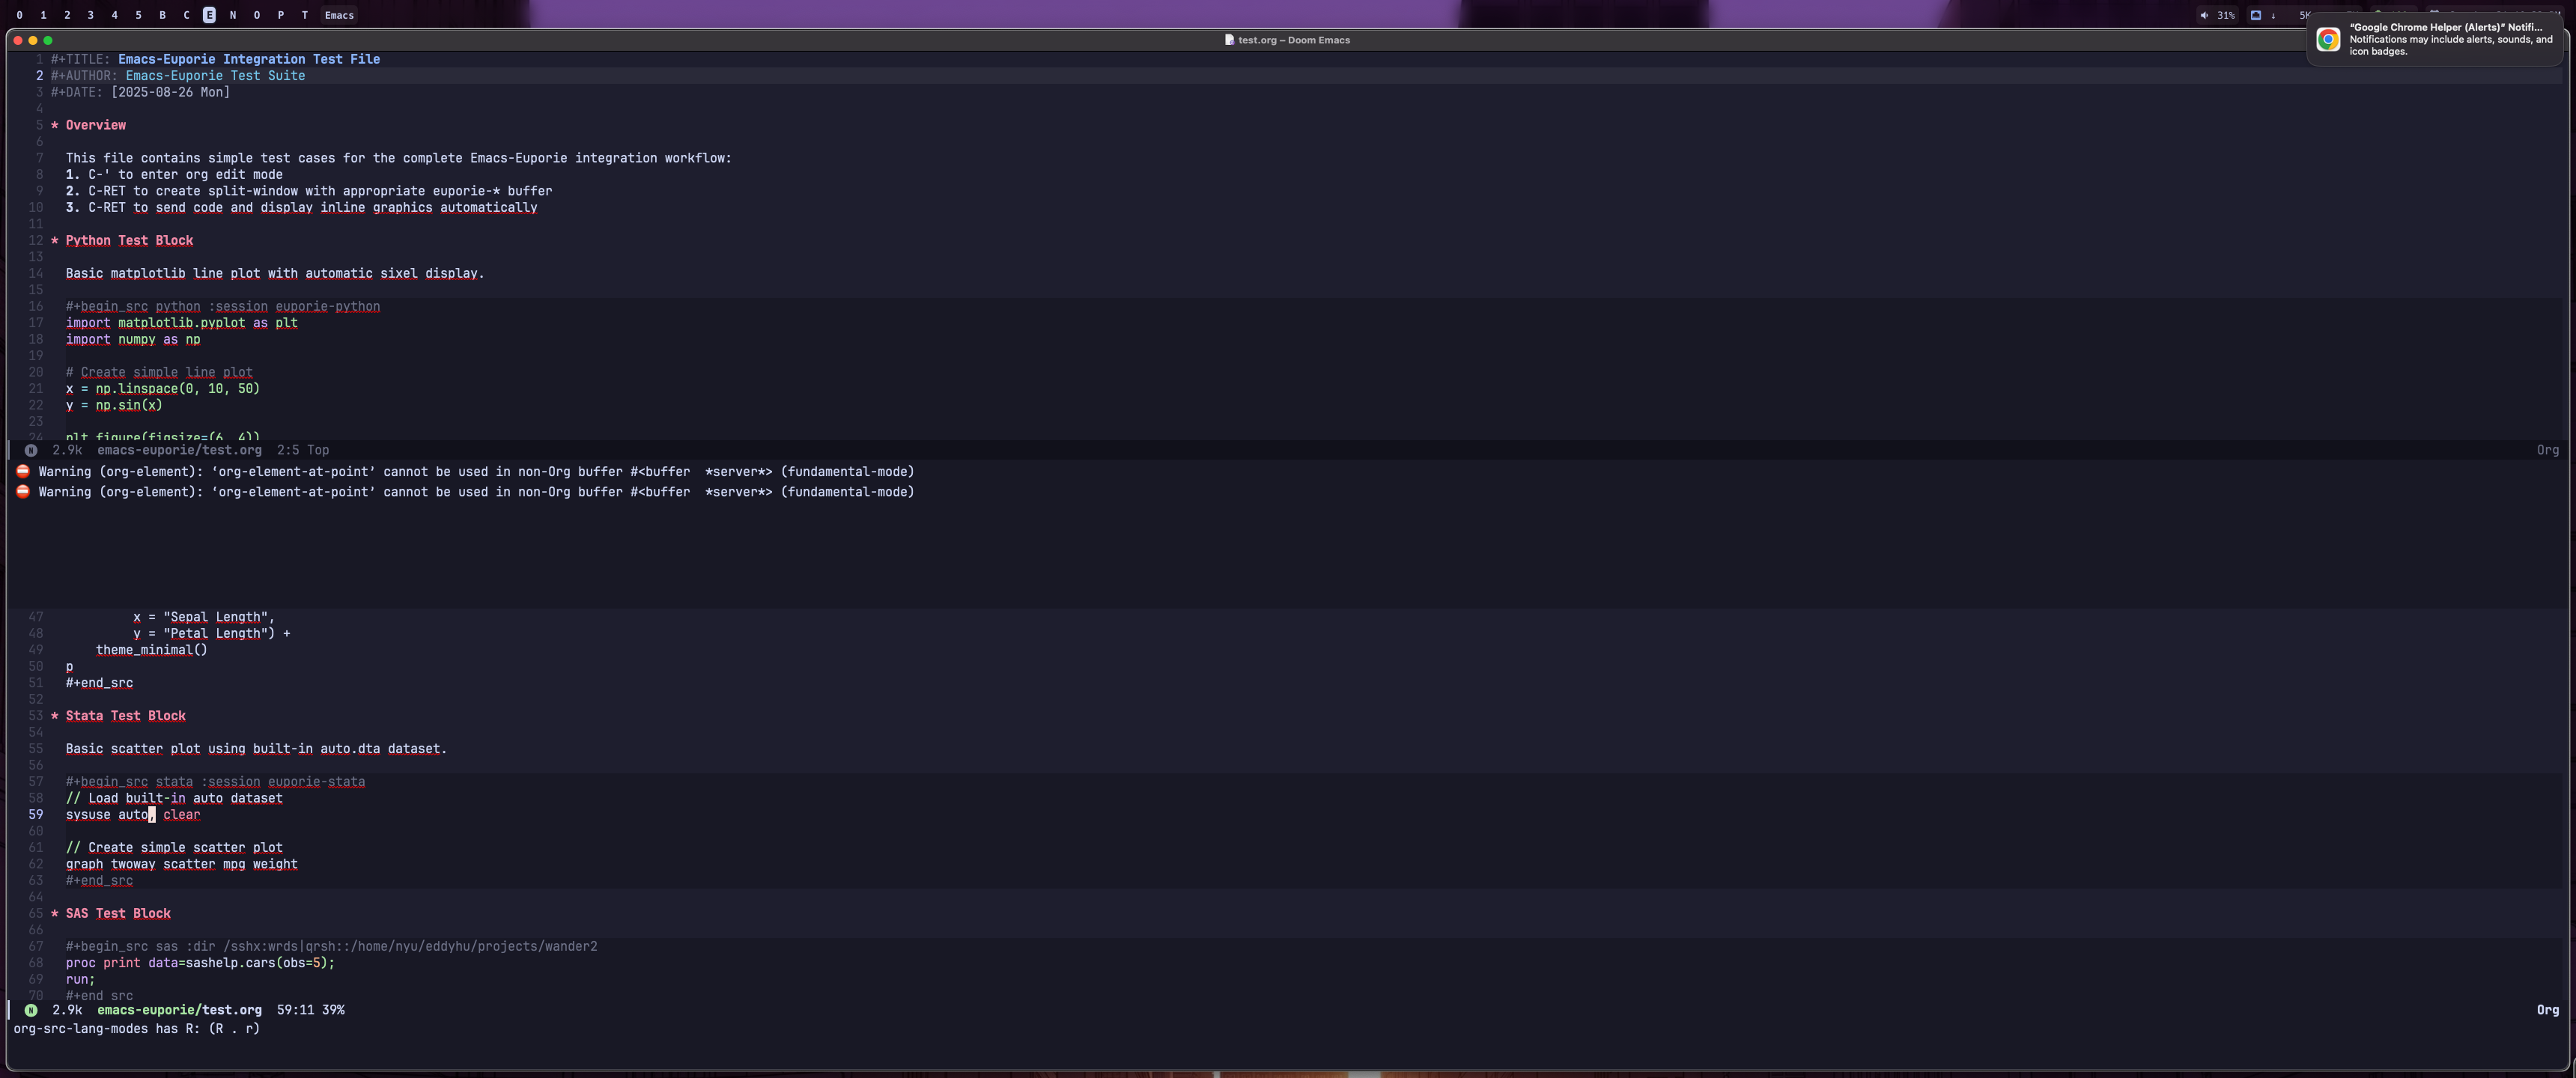 0 1 2 3 4 5 B C E N O P T Emacs
31% ↓ 5K
test.org – Doom Emacs
“Google Chrome Helper (Alerts)” Notifi...
Notifications may include alerts, sounds, and
icon badges.
1 #+TITLE: Emacs-Euporie Integration Test File
2 #+AUTHOR: Emacs-Euporie Test Suite
3 #+DATE: [2025-08-26 Mon]
4
5 * Overview
6
7 This file contains simple test cases for the complete Emacs-Euporie integration workflow:
8 1. C-' to enter org edit mode
9 2. C-RET to create split-window with appropriate euporie-* buffer
10 3. C-RET to send code and display inline graphics automatically
11
12 * Python Test Block
13
14 Basic matplotlib line plot with automatic sixel display.
15
16 #+begin_src python :session euporie-python
17 import matplotlib.pyplot as plt
18 import numpy as np
19
20 # Create simple line plot
21 x = np.linspace(0, 10, 50)
22 y = np.sin(x)
23
24 plt.figure(figsize=(6, 4))
N 2.9k emacs-euporie/test.org 2:5 Top Org
Warning (org-element): ‘org-element-at-point’ cannot be used in non-Org buffer #<buffer  *server*> (fundamental-mode)
Warning (org-element): ‘org-element-at-point’ cannot be used in non-Org buffer #<buffer  *server*> (fundamental-mode)
47 x = "Sepal Length",
48 y = "Petal Length") +
49 theme_minimal()
50 p
51 #+end_src
52
53 * Stata Test Block
54
55 Basic scatter plot using built-in auto.dta dataset.
56
57 #+begin_src stata :session euporie-stata
58 // Load built-in auto dataset
59 sysuse auto, clear
60
61 // Create simple scatter plot
62 graph twoway scatter mpg weight
63 #+end_src
64
65 * SAS Test Block
66
67 #+begin_src sas :dir /sshx:wrds|qrsh::/home/nyu/eddyhu/projects/wander2
68 proc print data=sashelp.cars(obs=5);
69 run;
70 #+end_src
N 2.9k emacs-euporie/test.org 59:11 39% Org
org-src-lang-modes has R: (R . r)